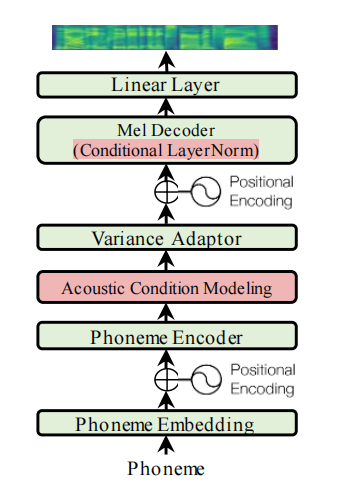 Linear Layer
Mel Decoder
(Conditional LayerNorm)
Positional
Encoding
Variance Adaptor
Acoustic Condition Modeling
Phoneme Encoder
Positional
Encoding
Phoneme Embedding
Phoneme